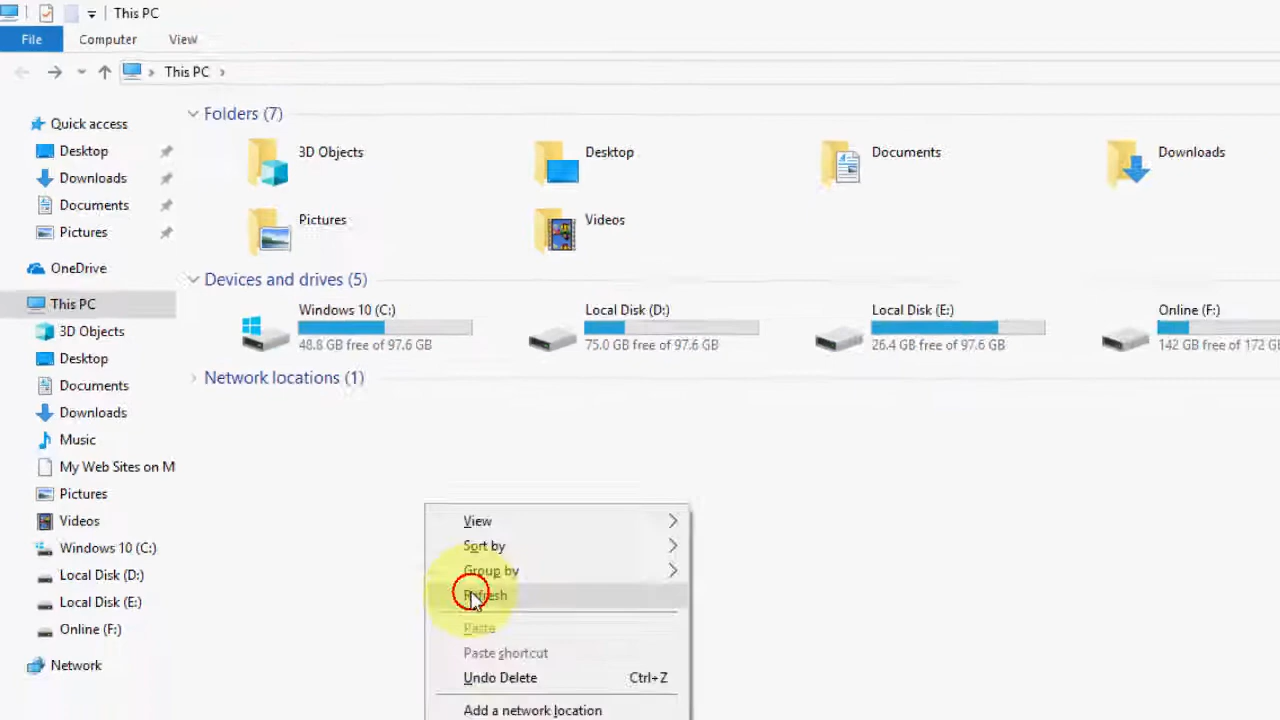 This PC
File Computer View
This PC
Quick access
Desktop
Downloads
Documents
Pictures
OneDrive
This PC
3D Objects
Desktop
Documents
Downloads
Music
My Web Sites on M
Pictures
Videos
Windows 10 (C:)
Local Disk (D:)
Local Disk (E:)
Online (F:)
Network
Folders (7)
3D Objects
Desktop
Documents
Downloads
Pictures
Videos
Devices and drives (5)
Windows 10 (C:)
48.8 GB free of 97.6 GB
Local Disk (D:)
75.0 GB free of 97.6 GB
Local Disk (E:)
26.4 GB free of 97.6 GB
Online (F:)
142 GB free of 172 G
Network locations (1)
View
Sort by
Group by
Refresh
Paste
Paste shortcut
Undo Delete Ctrl+Z
Add a network location